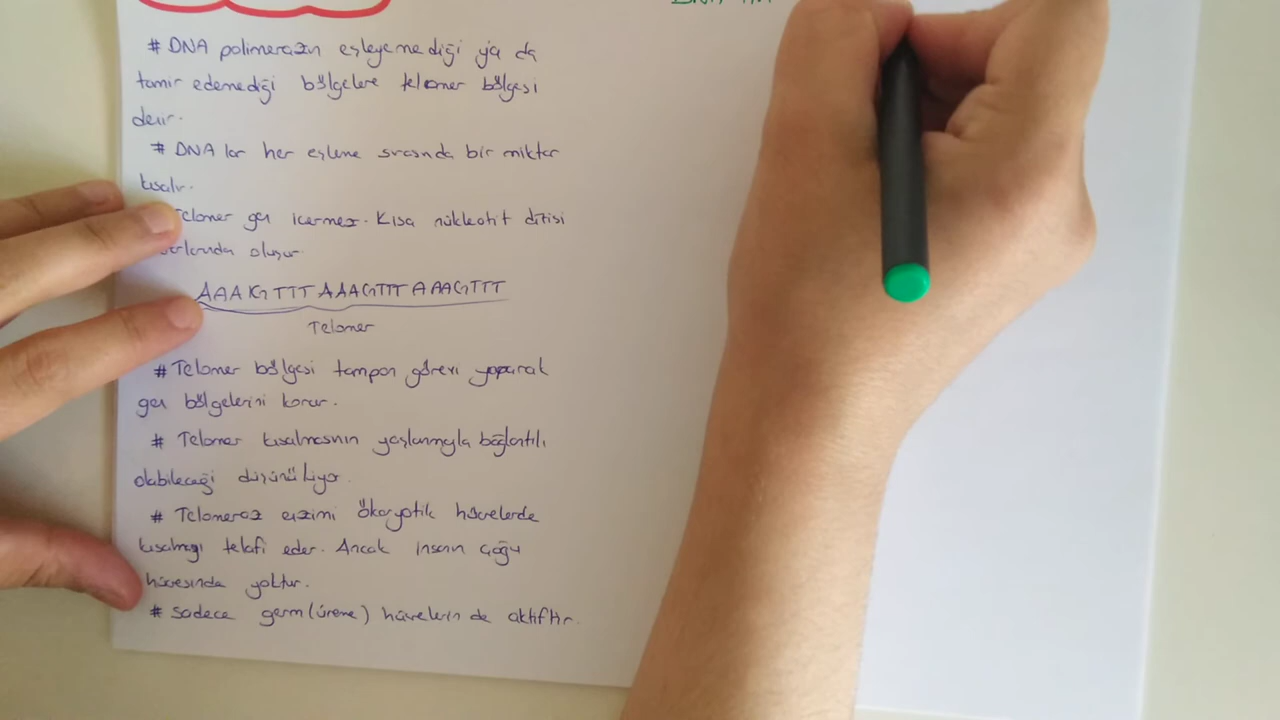 # DNA polimerazın eşleyemediği ya da
tamir edemediği bölgelere telomer bölgesi
denir.
# DNA lar her eşleme sırasında bir miktar
kısalır.
Telomer gen içermez. Kısa nükleotit dizisi
oluşur.
AAAGTTTAAAGTTTAAAGTTT
Telomer
# Telomer bölgesi tampon görevi yaparak
gen bölgelerini korur.
# Telomer kısalmasının yaşlanmayla bağlantılı
olabileceği düşünülüyor.
# Telomeraz enzimi ökaryotik hücrelerde
kısalmayı telafi eder. Ancak insanın çoğu
hücresinde yoktur.
# Sadece germ (üreme) hücrelerinde aktiftir.